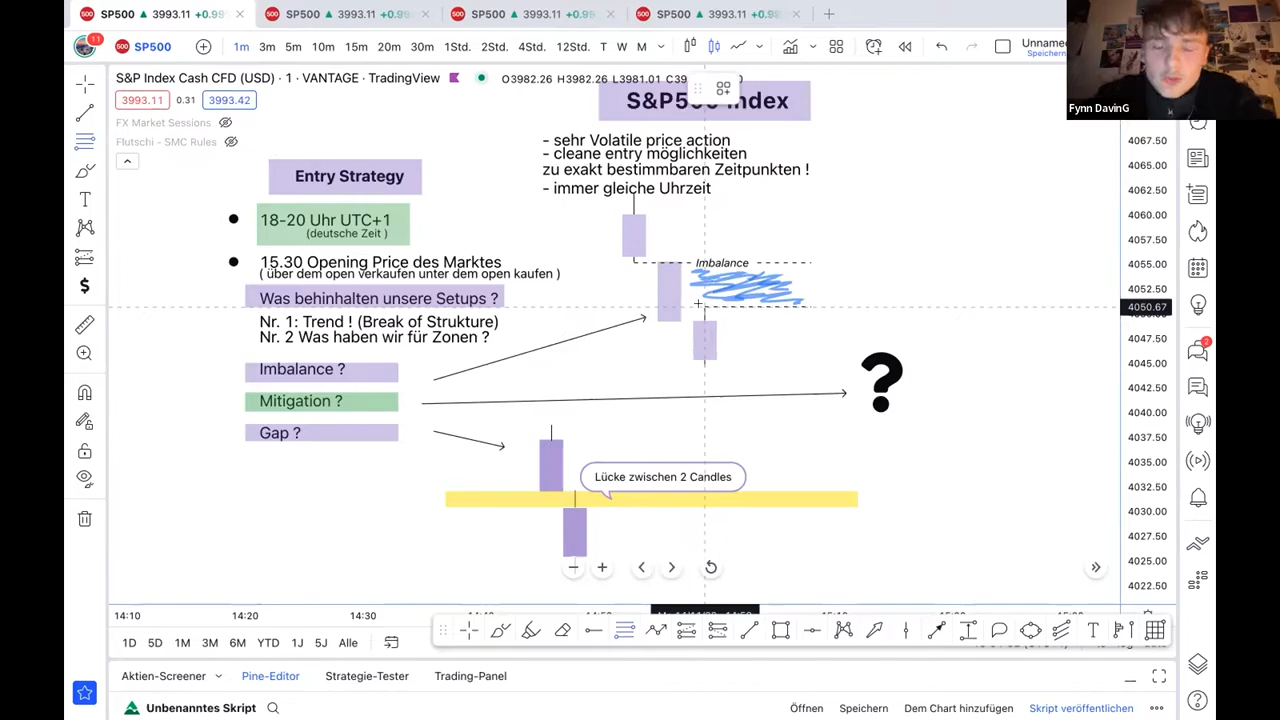 SP500 ▲ 3993.11 +0.99
SP500 ▲ 3993.11 +0.9
SP500 ▲ 3993.11 +0.9
SP500 ▲ 3993.11 +0.9
11
SP500
1m 3m 5m 10m 15m 20m 30m 1Std. 2Std. 4Std. 12Std. T W M
Speichern
Fynn DavinG
S&P Index Cash CFD (USD) · 1 · VANTAGE · TradingView
O3982.26 H3982.26 L3981.01
3993.11 0.31 3993.42
FX Market Sessions
Flutschi - SMC Rules
S&P500 Index
- sehr Volatile price action
- cleane entry möglichkeiten
zu exakt bestimmbaren Zeitpunkten !
- immer gleiche Uhrzeit
Entry Strategy
18-20 Uhr UTC+1
(deutsche Zeit )
15.30 Opening Price des Marktes
( über dem open verkaufen unter dem open kaufen )
Was behinhalten unsere Setups ?
Nr. 1: Trend ! (Break of Strukture)
Nr. 2 Was haben wir für Zonen ?
Imbalance ?
Mitigation ?
Gap ?
Imbalance
?
Lücke zwischen 2 Candles
4067.50
4065.00
4062.50
4060.00
4057.50
4055.00
4052.50
4050.67
4047.50
4045.00
4042.50
4040.00
4037.50
4035.00
4032.50
4030.00
4027.50
4025.00
4022.50
2
14:10 14:20 14:30
1D 5D 1M 3M 6M YTD 1J 5J Alle
Aktien-Screener Pine-Editor Strategie-Tester Trading-Panel
Unbenanntes Skript
Öffnen Speichern Dem Chart hinzufügen Skript veröffentlichen